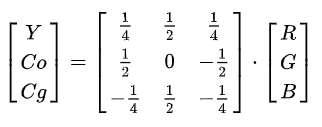 [ Y ] = [ 1/4 1/2 1/4 ] · [ R ]
[ Co ] [ 1/2 0 −1/2 ] [ G ]
[ Cg ] [ −1/4 1/2 −1/4 ] [ B ]